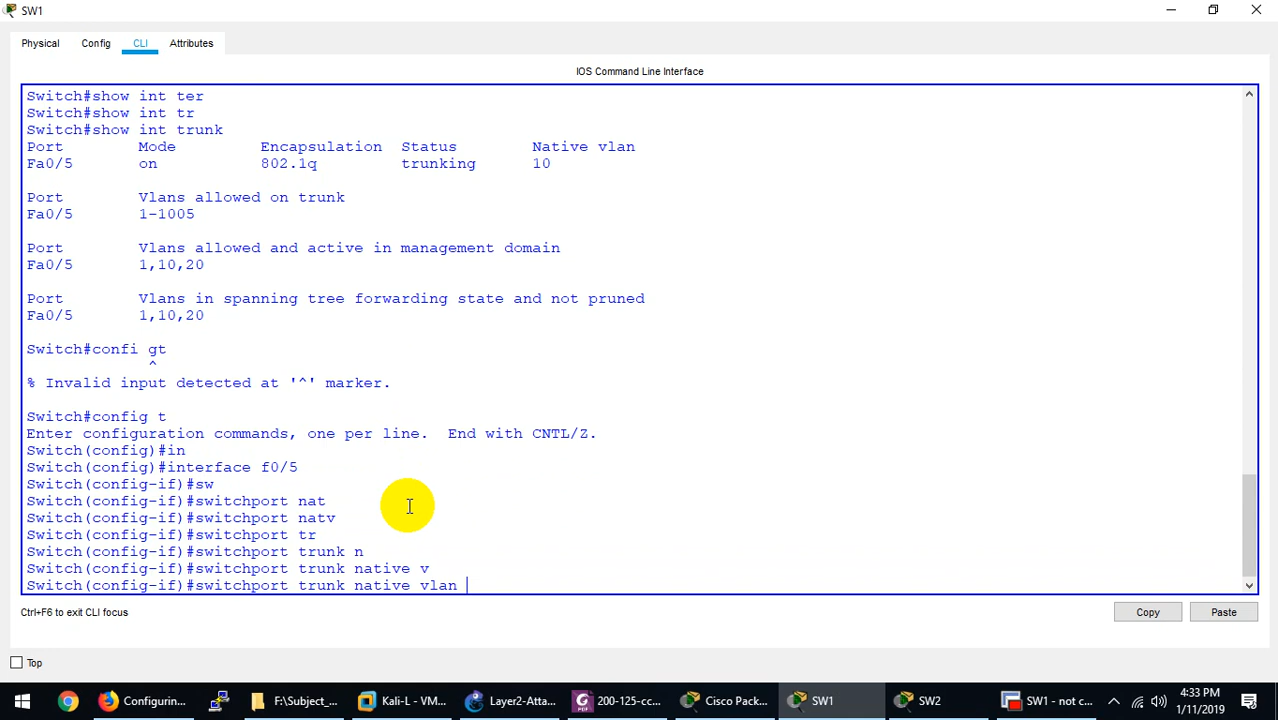 SW1
Physical Config CLI Attributes
IOS Command Line Interface
Switch#show int ter
Switch#show int tr
Switch#show int trunk
Port Mode Encapsulation Status Native vlan
Fa0/5 on 802.1q trunking 10
Port Vlans allowed on trunk
Fa0/5 1-1005
Port Vlans allowed and active in management domain
Fa0/5 1,10,20
Port Vlans in spanning tree forwarding state and not pruned
Fa0/5 1,10,20
Switch#confi gt
^
% Invalid input detected at '^' marker.
Switch#config t
Enter configuration commands, one per line. End with CNTL/Z.
Switch(config)#in
Switch(config)#interface f0/5
Switch(config-if)#sw
Switch(config-if)#switchport nat
Switch(config-if)#switchport natv
Switch(config-if)#switchport tr
Switch(config-if)#switchport trunk n
Switch(config-if)#switchport trunk native v
Switch(config-if)#switchport trunk native vlan
Ctrl+F6 to exit CLI focus
Copy Paste
Top
Configurin... F:\Subject_... Kali-L - VM... Layer2-Atta... 200-125-cc... Cisco Pack... SW1 SW2 SW1 - not c... 4:33 PM
1/11/2019